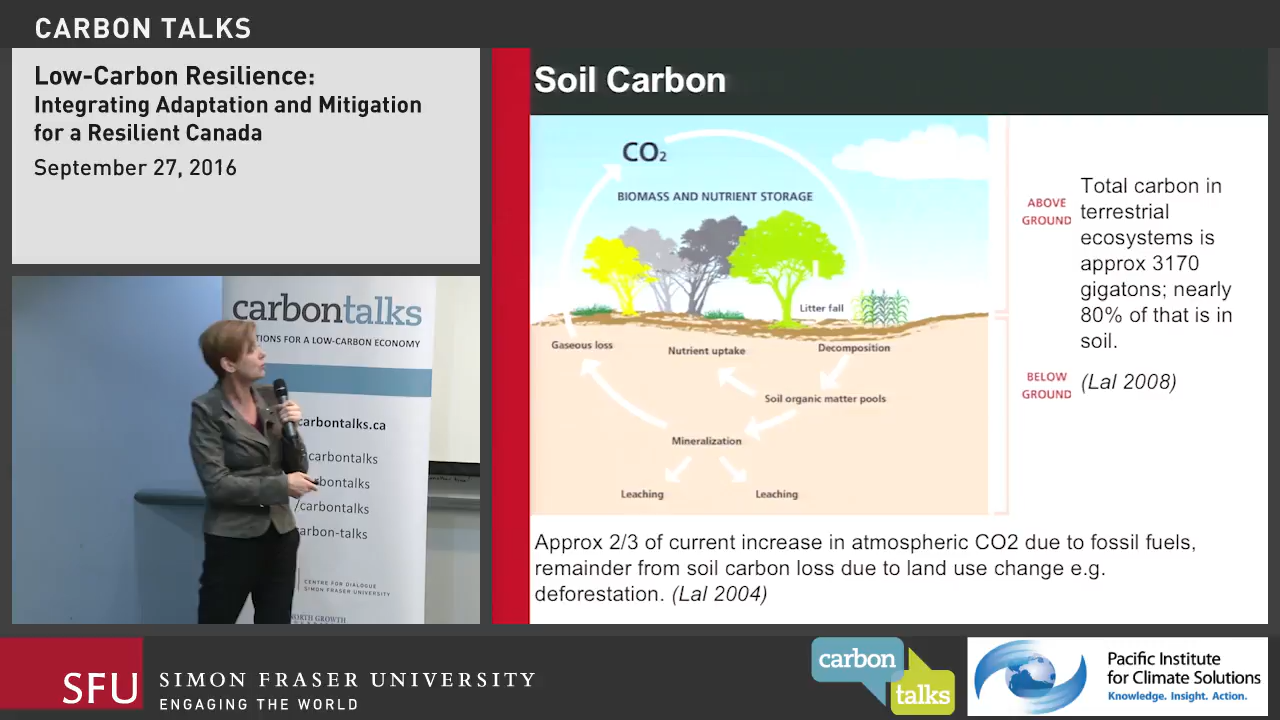 CARBON TALKS
Low-Carbon Resilience:
Integrating Adaptation and Mitigation
for a Resilient Canada
September 27, 2016
carbontalks
TIONS FOR A LOW-CARBON ECONOMY
carbontalks.ca
carbontalks
rbontalks
/carbontalks
arbon-talks
CENTRE FOR DIALOGUE
SIMON FRASER UNIVERSITY
NORTH GROWTH
Soil Carbon
CO2
BIOMASS AND NUTRIENT STORAGE
Litter fall
Gaseous loss
Nutrient uptake
Decomposition
Soil organic matter pools
Mineralization
Leaching
Leaching
ABOVE
GROUND
BELOW
GROUND
Total carbon in
terrestrial
ecosystems is
approx 3170
gigatons; nearly
80% of that is in
soil.
(Lal 2008)
Approx 2/3 of current increase in atmospheric CO2 due to fossil fuels,
remainder from soil carbon loss due to land use change e.g.
deforestation. (Lal 2004)
SFU
SIMON FRASER UNIVERSITY
ENGAGING THE WORLD
carbon
talks
Pacific Institute
for Climate Solutions
Knowledge. Insight. Action.